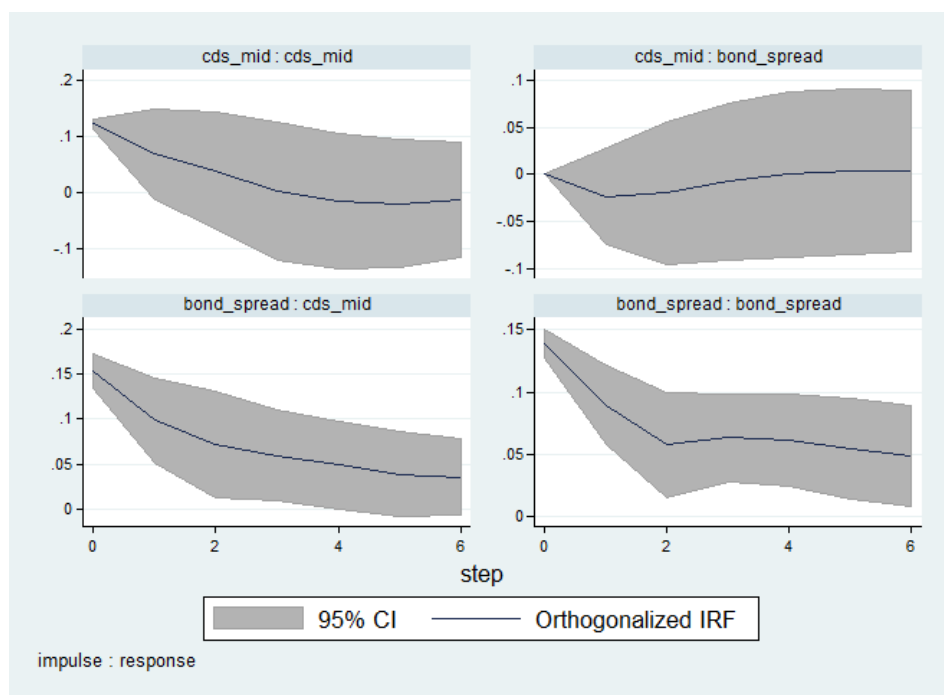 cds_mid : cds_mid
cds_mid : bond_spread
.2
.1
0
-.1
.1
.05
0
-.05
-.1
bond_spread : cds_mid
bond_spread : bond_spread
.2
.15
.1
.05
0
.15
.1
.05
0
0 2 4 6
0 2 4 6
step
95% CI
Orthogonalized IRF
impulse : response